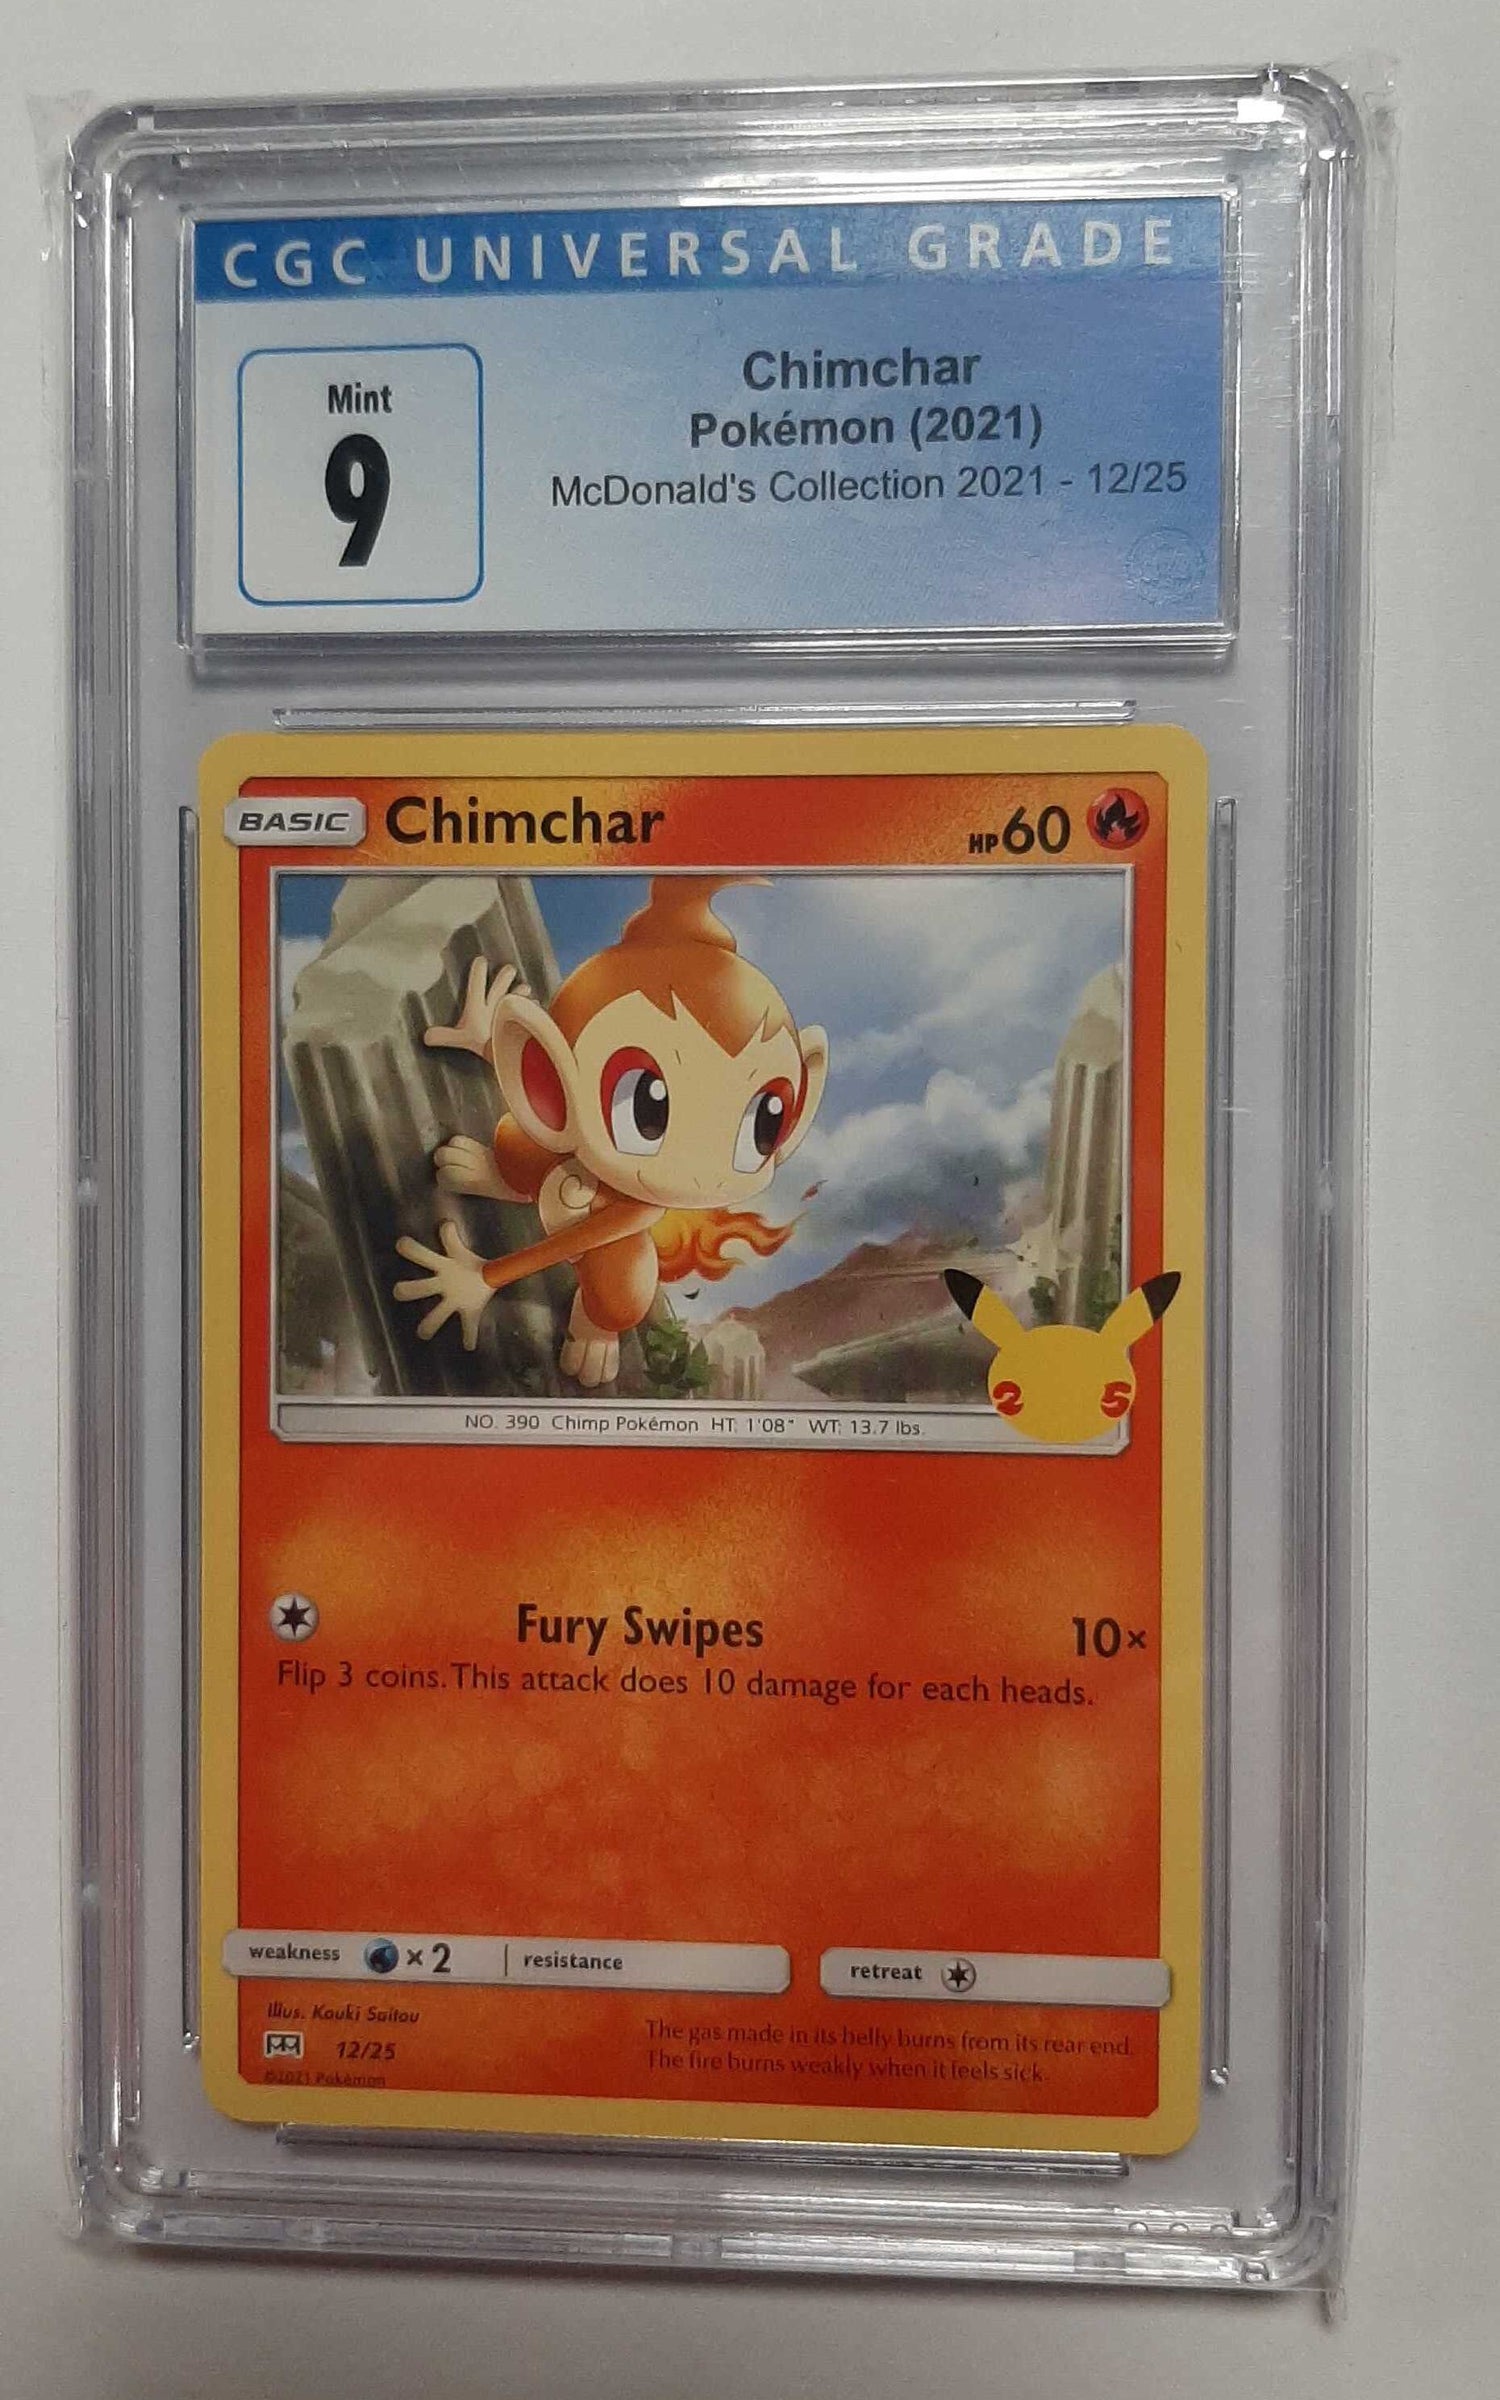 CGC UNIVERSAL GRADE
Mint
9
Chimchar
Pokémon (2021)
McDonald's Collection 2021 - 12/25
BASIC Chimchar HP60
25
NO. 390 Chimp Pokémon HT: 1'08" WT: 13.7 lbs.
Fury Swipes 10×
Flip 3 coins. This attack does 10 damage for each heads.
weakness ×2 resistance retreat
Illus. Kouki Saitou
12/25
©2021 Pokémon
The gas made in its belly burns from its rear end.
The fire burns weakly when it feels sick.